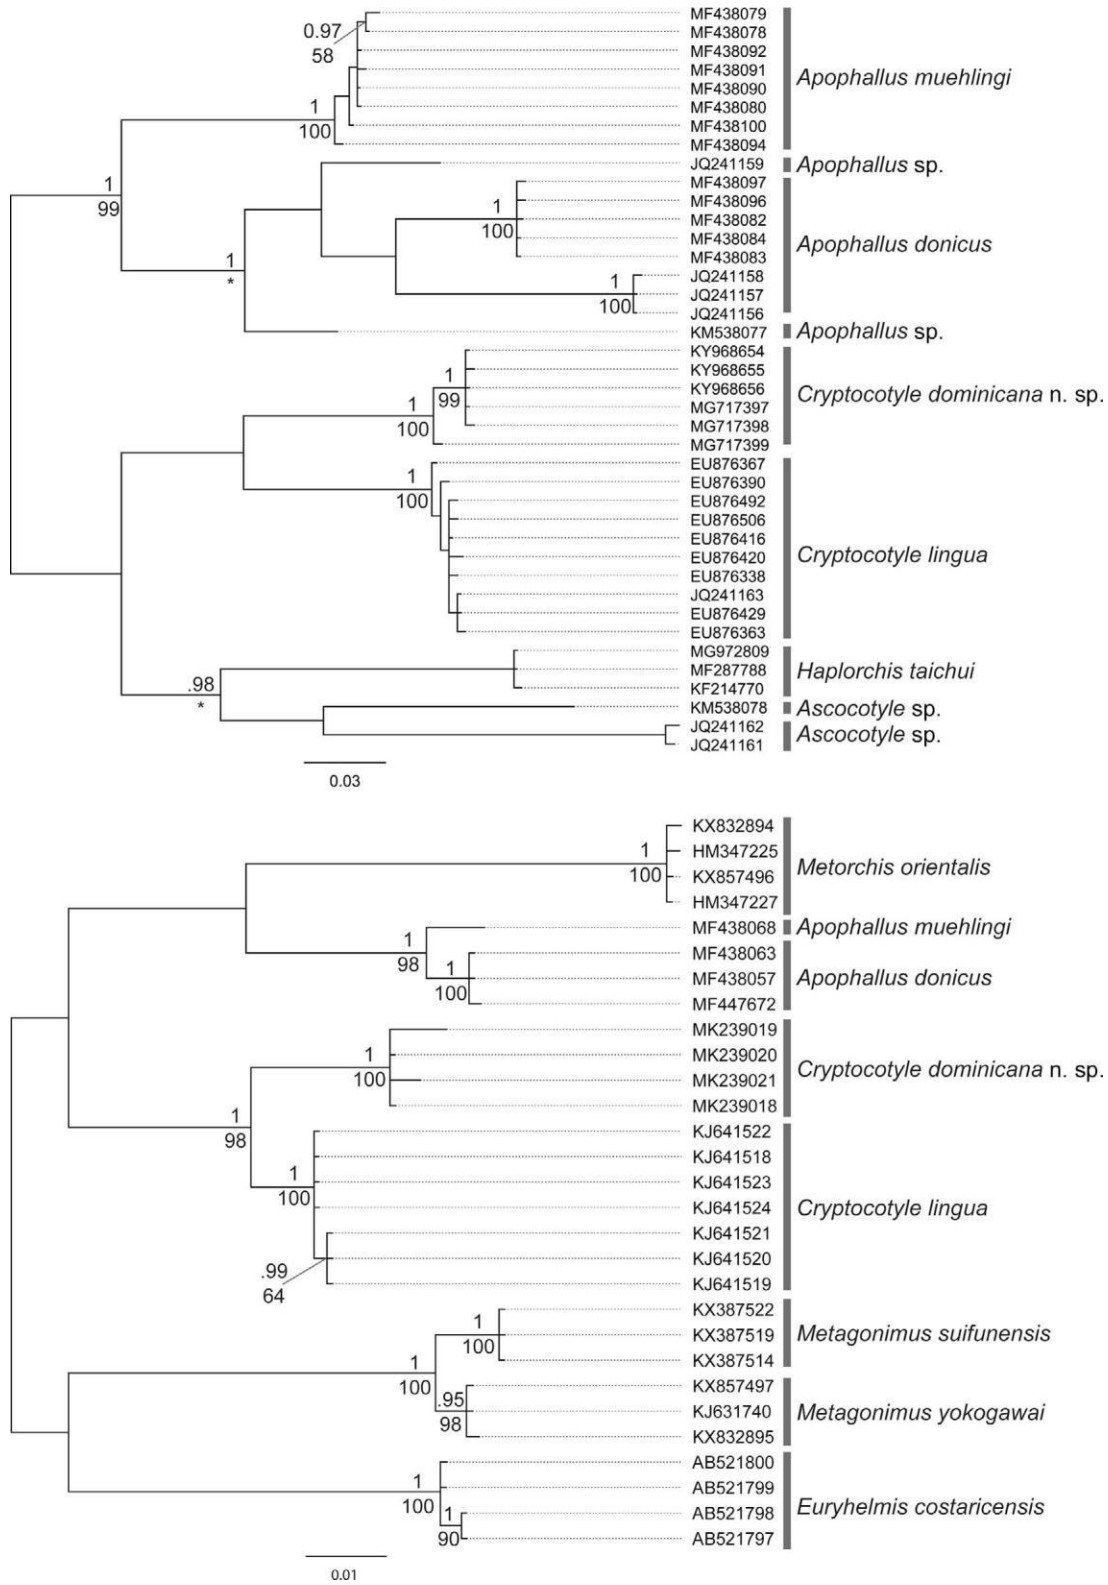 MF438079
0.97
MF438078
58
MF438092
MF438091
Apophallus muehlingi
MF438090
MF438080
1
MF438100
100
MF438094
JQ241159
Apophallus sp.
1
99
MF438097
1
MF438096
100
MF438082
MF438084
Apophallus donicus
MF438083
1
*
1
JQ241158
100
JQ241157
JQ241156
KM538077
Apophallus sp.
KY968654
KY968655
1
KY968656
Cryptocotyle dominicana n. sp.
99
MG717397
1
MG717398
100
MG717399
EU876367
1
EU876390
100
EU876492
EU876506
EU876416
EU876420
Cryptocotyle lingua
EU876338
JQ241163
EU876429
EU876363
MG972809
MF287788
Haplorchis taichui
.98
KF214770
*
KM538078
Ascocotyle sp.
JQ241162
Ascocotyle sp.
JQ241161
0.03
KX832894
1
HM347225
Metorchis orientalis
100
KX857496
HM347227
MF438068
Apophallus muehlingi
1
98
MF438063
1
MF438057
Apophallus donicus
100
MF447672
MK239019
1
MK239020
Cryptocotyle dominicana n. sp.
100
MK239021
MK239018
1
98
KJ641522
KJ641518
1
KJ641523
100
KJ641524
Cryptocotyle lingua
KJ641521
.99
KJ641520
64
KJ641519
KX387522
1
KX387519
Metagonimus suifunensis
100
KX387514
1
100
KX857497
.95
KJ631740
Metagonimus yokogawai
98
KX832895
AB521800
1
AB521799
100
Euryhelmis costaricensis
1
AB521798
90
AB521797
0.01